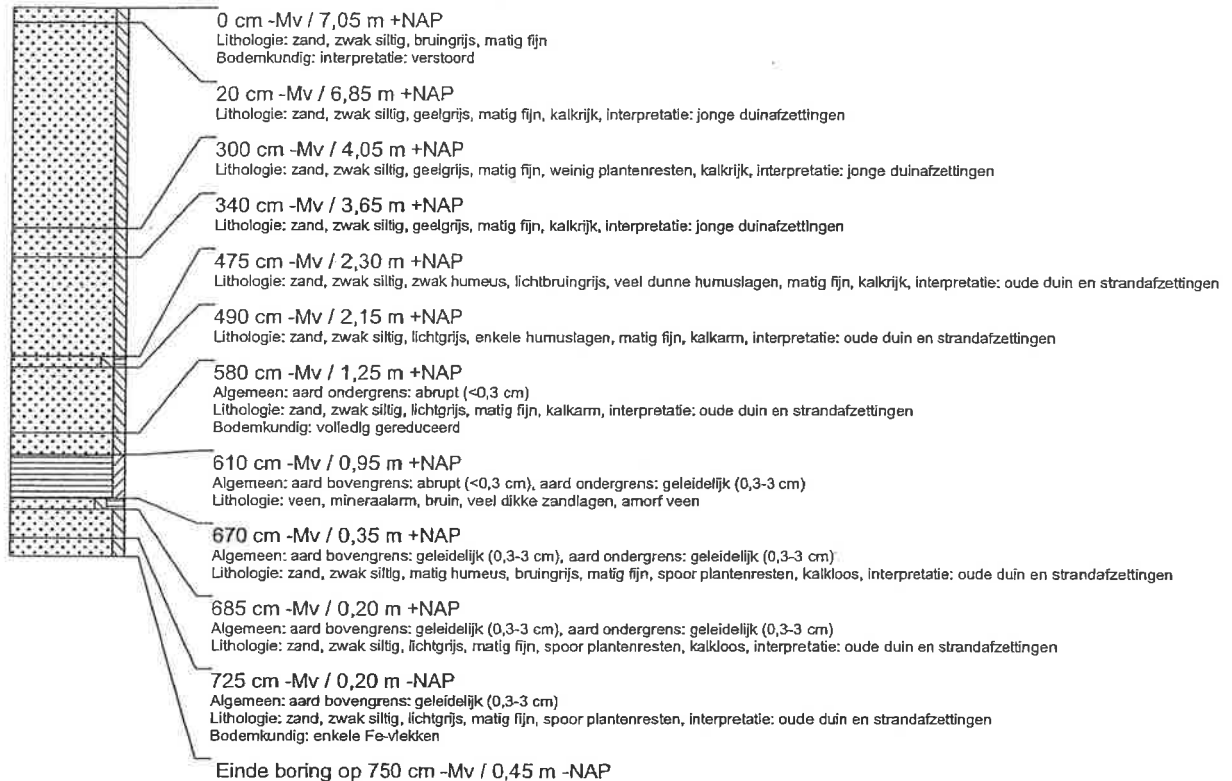 0 cm -Mv / 7,05 m +NAP
Lithologie: zand, zwak siltig, bruingrijs, matig fijn
Bodemkundig: interpretatie: verstoord
20 cm -Mv / 6,85 m +NAP
Lithologie: zand, zwak siltig, geelgrijs, matig fijn, kalkrijk, interpretatie: jonge duinafzettingen
300 cm -Mv / 4,05 m +NAP
Lithologie: zand, zwak siltig, geelgrijs, matig fijn, weinig plantenresten, kalkrijk, interpretatie: jonge duinafzettingen
340 cm -Mv / 3,65 m +NAP
Lithologie: zand, zwak siltig, geelgrijs, matig fijn, kalkrijk, interpretatie: jonge duinafzettingen
475 cm -Mv / 2,30 m +NAP
Lithologie: zand, zwak siltig, zwak humeus, lichtbruingrijs, veel dunne humuslagen, matig fijn, kalkrijk, interpretatie: oude duin en strandafzettingen
490 cm -Mv / 2,15 m +NAP
Lithologie: zand, zwak siltig, lichtgrijs, enkele humuslagen, matig fijn, kalkarm, interpretatie: oude duin en strandafzettingen
580 cm -Mv / 1,25 m +NAP
Algemeen: aard ondergrens: abrupt (<0,3 cm)
Lithologie: zand, zwak siltig, lichtgrijs, matig fijn, kalkarm, interpretatie: oude duin en strandafzettingen
Bodemkundig: volledig gereduceerd
610 cm -Mv / 0,95 m +NAP
Algemeen: aard bovengrens: abrupt (<0,3 cm), aard ondergrens: geleidelijk (0,3-3 cm)
Lithologie: veen, mineraalarm, bruin, veel dikke zandlagen, amorf veen
670 cm -Mv / 0,35 m +NAP
Algemeen: aard bovengrens: geleidelijk (0,3-3 cm), aard ondergrens: geleidelijk (0,3-3 cm)
Lithologie: zand, zwak siltig, matig humeus, bruingrijs, matig fijn, spoor plantenresten, kalkloos, interpretatie: oude duin en strandafzettingen
685 cm -Mv / 0,20 m +NAP
Algemeen: aard bovengrens: geleidelijk (0,3-3 cm), aard ondergrens: geleidelijk (0,3-3 cm)
Lithologie: zand, zwak siltig, lichtgrijs, matig fijn, spoor plantenresten, kalkloos, interpretatie: oude duin en strandafzettingen
725 cm -Mv / 0,20 m -NAP
Algemeen: aard bovengrens: geleidelijk (0,3-3 cm)
Lithologie: zand, zwak siltig, lichtgrijs, matig fijn, spoor plantenresten, interpretatie: oude duin en strandafzettingen
Bodemkundig: enkele Fe-vlekken
Einde boring op 750 cm -Mv / 0,45 m -NAP